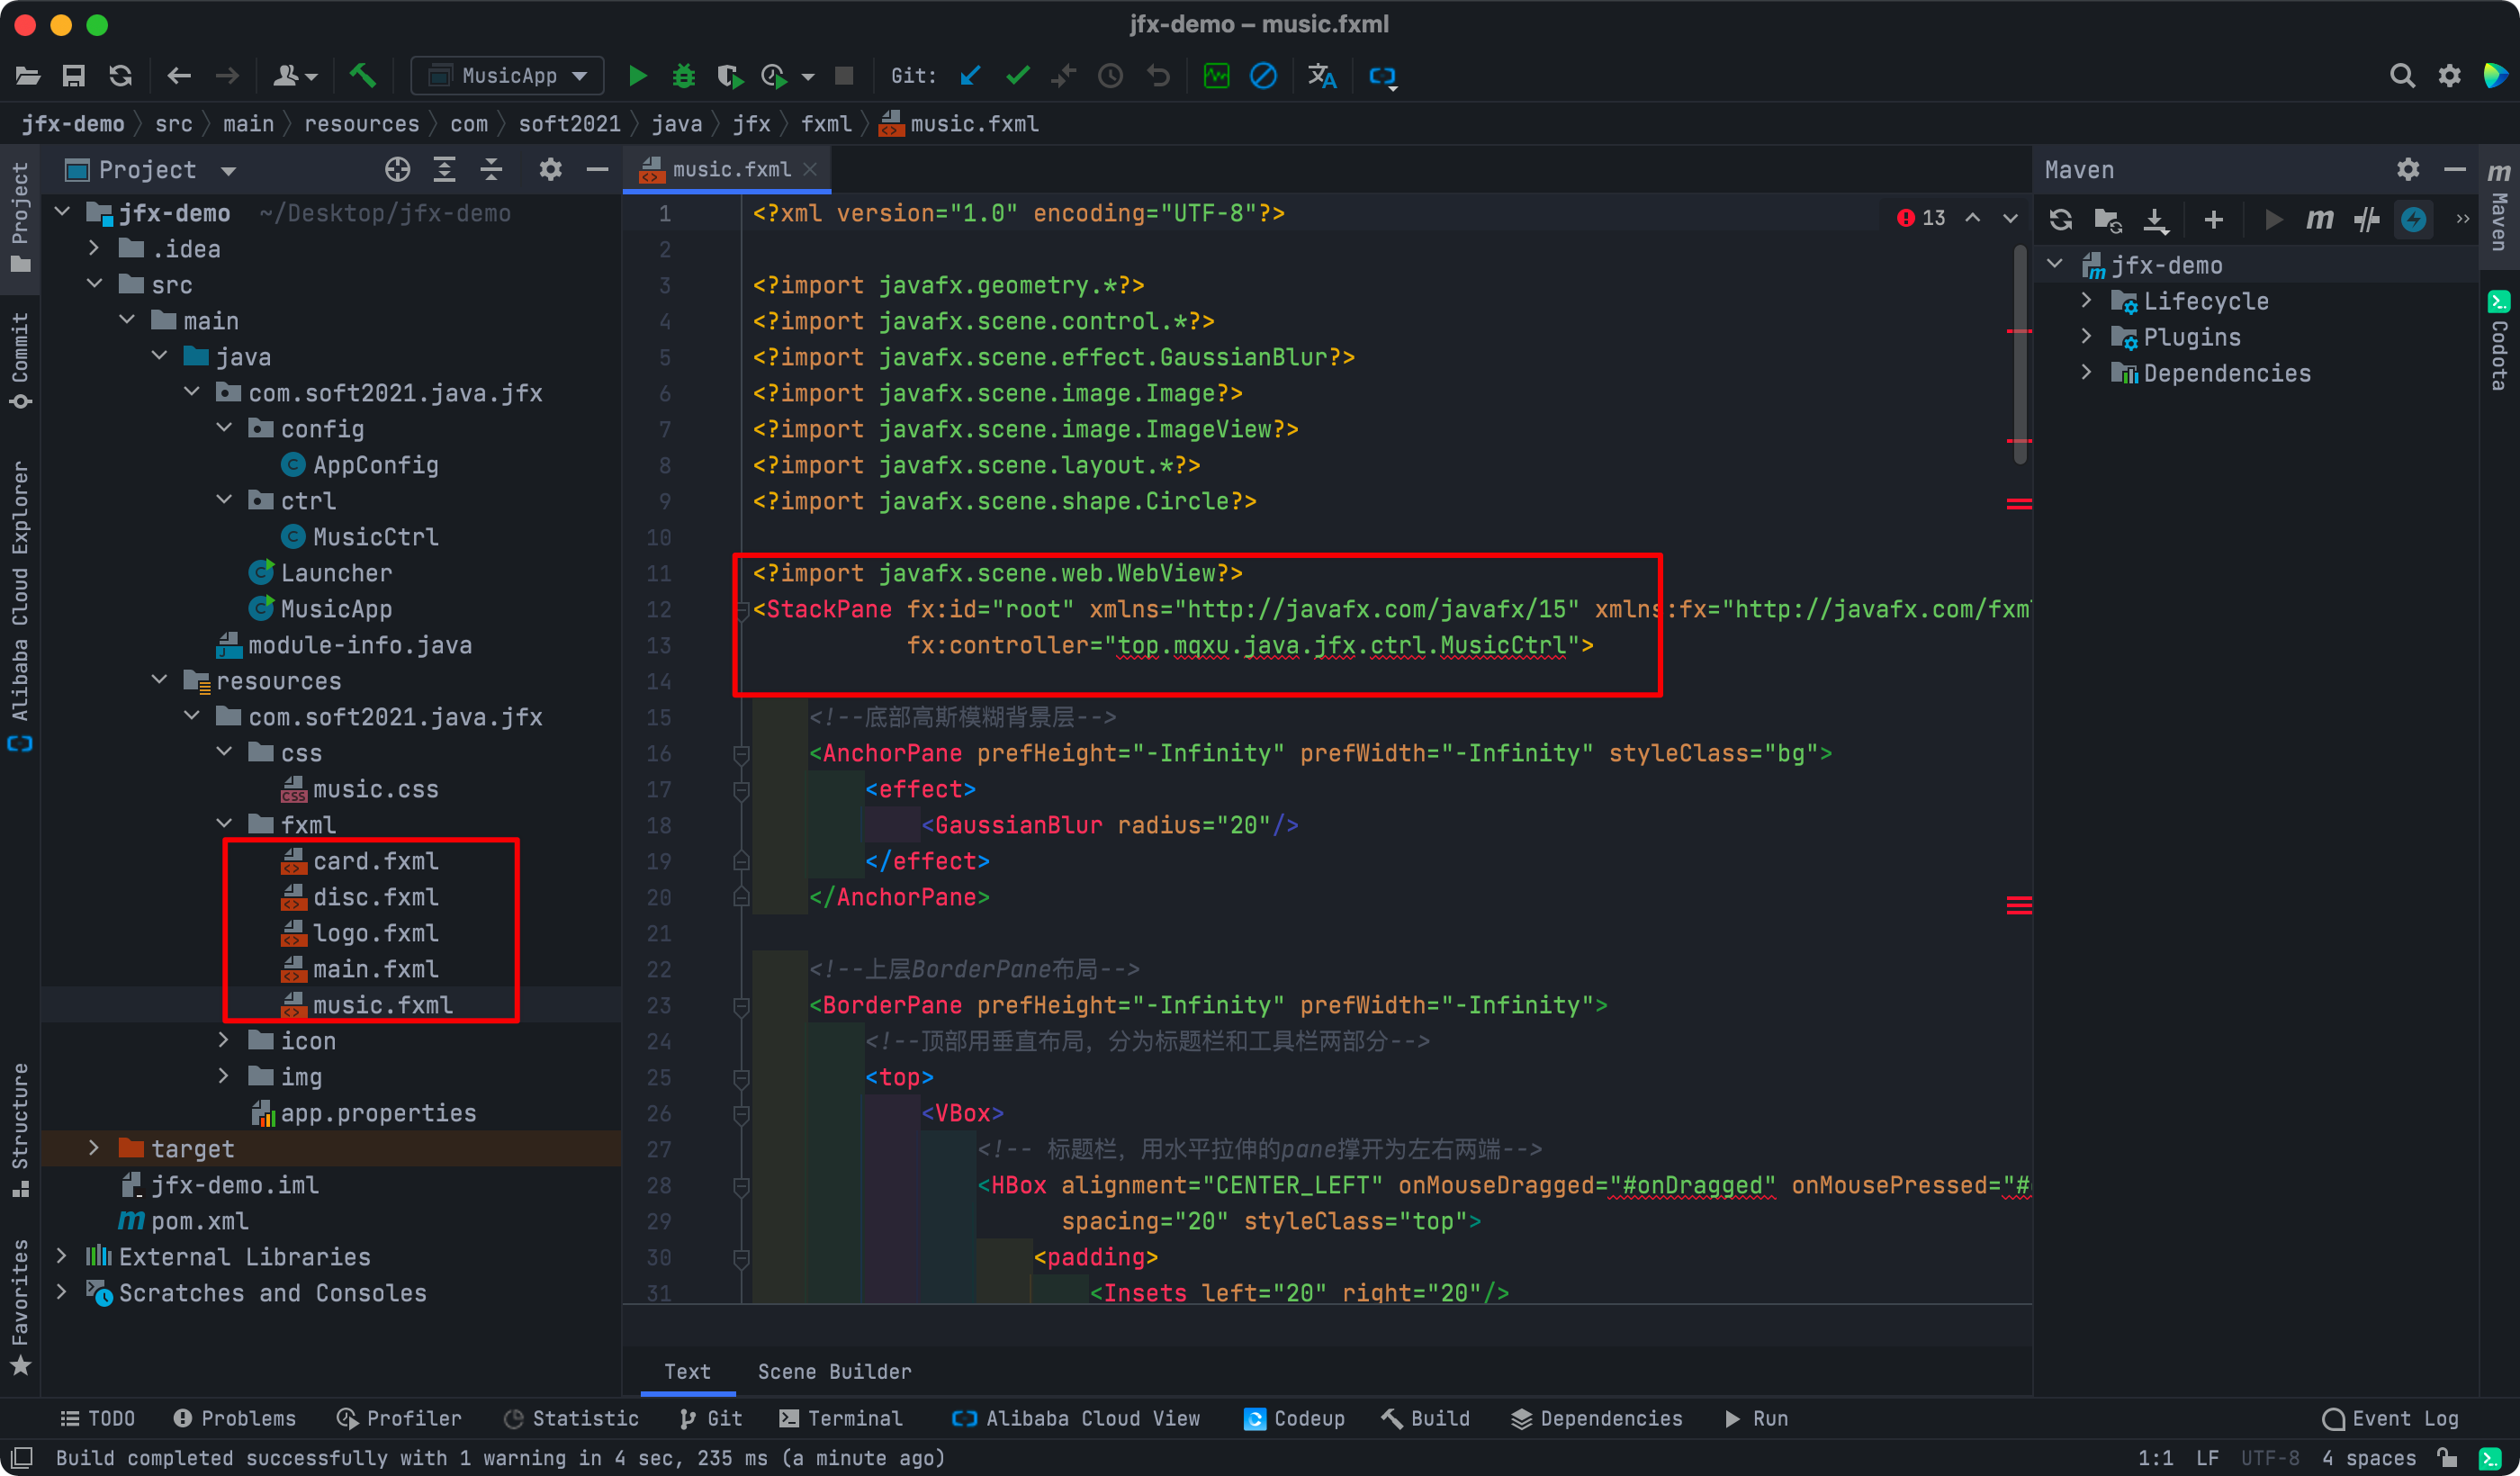 jfx-demo – music.fxml
MusicApp
Git:
jfx-demo
src
main
resources
com
soft2021
java
jfx
fxml
music.fxml
Project
Commit
Alibaba Cloud Explorer
Structure
Favorites
Project
jfx-demo ~/Desktop/jfx-demo
.idea
src
main
java
com.soft2021.java.jfx
config
AppConfig
ctrl
MusicCtrl
Launcher
MusicApp
module-info.java
resources
com.soft2021.java.jfx
css
music.css
fxml
card.fxml
disc.fxml
logo.fxml
main.fxml
music.fxml
icon
img
app.properties
target
jfx-demo.iml
pom.xml
External Libraries
Scratches and Consoles
music.fxml
13
1 <?xml version="1.0" encoding="UTF-8"?>
2
3 <?import javafx.geometry.*?>
4 <?import javafx.scene.control.*?>
5 <?import javafx.scene.effect.GaussianBlur?>
6 <?import javafx.scene.image.Image?>
7 <?import javafx.scene.image.ImageView?>
8 <?import javafx.scene.layout.*?>
9 <?import javafx.scene.shape.Circle?>
10
11 <?import javafx.scene.web.WebView?>
12 <StackPane fx:id="root" xmlns="http://javafx.com/javafx/15" xmlns:fx="http://javafx.com/fxm
13 fx:controller="top.mqxu.java.jfx.ctrl.MusicCtrl">
14
15 <!--底部高斯模糊背景层-->
16 <AnchorPane prefHeight="-Infinity" prefWidth="-Infinity" styleClass="bg">
17 <effect>
18 <GaussianBlur radius="20"/>
19 </effect>
20 </AnchorPane>
21
22 <!--上层BorderPane布局-->
23 <BorderPane prefHeight="-Infinity" prefWidth="-Infinity">
24 <!--顶部用垂直布局，分为标题栏和工具栏两部分-->
25 <top>
26 <VBox>
27 <!-- 标题栏，用水平拉伸的pane撑开为左右两端-->
28 <HBox alignment="CENTER_LEFT" onMouseDragged="#onDragged" onMousePressed="#
29 spacing="20" styleClass="top">
30 <padding>
31 <Insets left="20" right="20"/>
Text
Scene Builder
Maven
jfx-demo
Lifecycle
Plugins
Dependencies
Maven
Codota
TODO
Problems
Profiler
Statistic
Git
Terminal
Alibaba Cloud View
Codeup
Build
Dependencies
Run
Event Log
Build completed successfully with 1 warning in 4 sec, 235 ms (a minute ago)
1:1 LF UTF-8 4 spaces